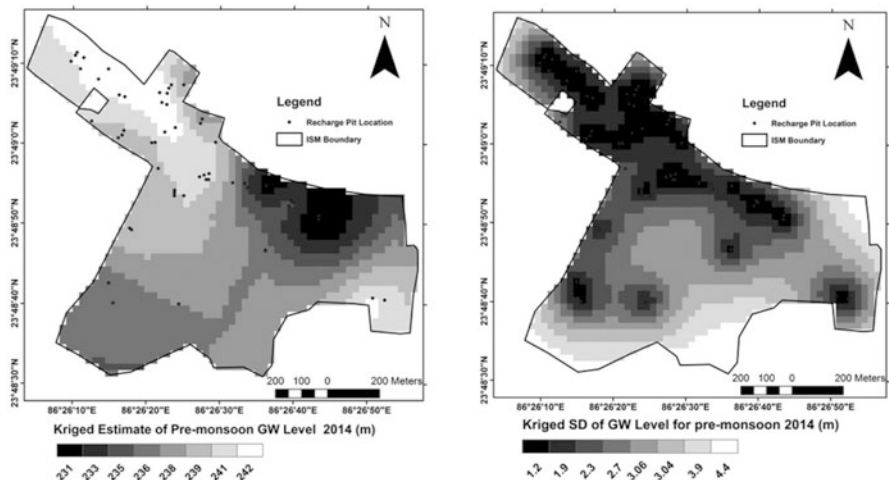 N
23°49'10"N
23°49'0"N
23°48'50"N
23°48'40"N
23°48'30"N
Legend
Recharge Pit Location
ISM Boundary
200 100 0 200 Meters
86°26'10"E 86°26'20"E 86°26'30"E 86°26'40"E 86°26'50"E
Kriged Estimate of Pre-monsoon GW Level 2014 (m)
231 233 235 236 238 239 241 242
N
23°49'10"N
23°49'0"N
23°48'50"N
23°48'40"N
23°48'30"N
Legend
Recharge Pit Location
ISM Boundary
200 100 0 200 Meters
86°26'10"E 86°26'20"E 86°26'30"E 86°26'40"E 86°26'50"E
Kriged SD of GW Level for pre-monsoon 2014 (m)
1.2 1.9 2.3 2.7 3.06 3.04 3.9 4.4